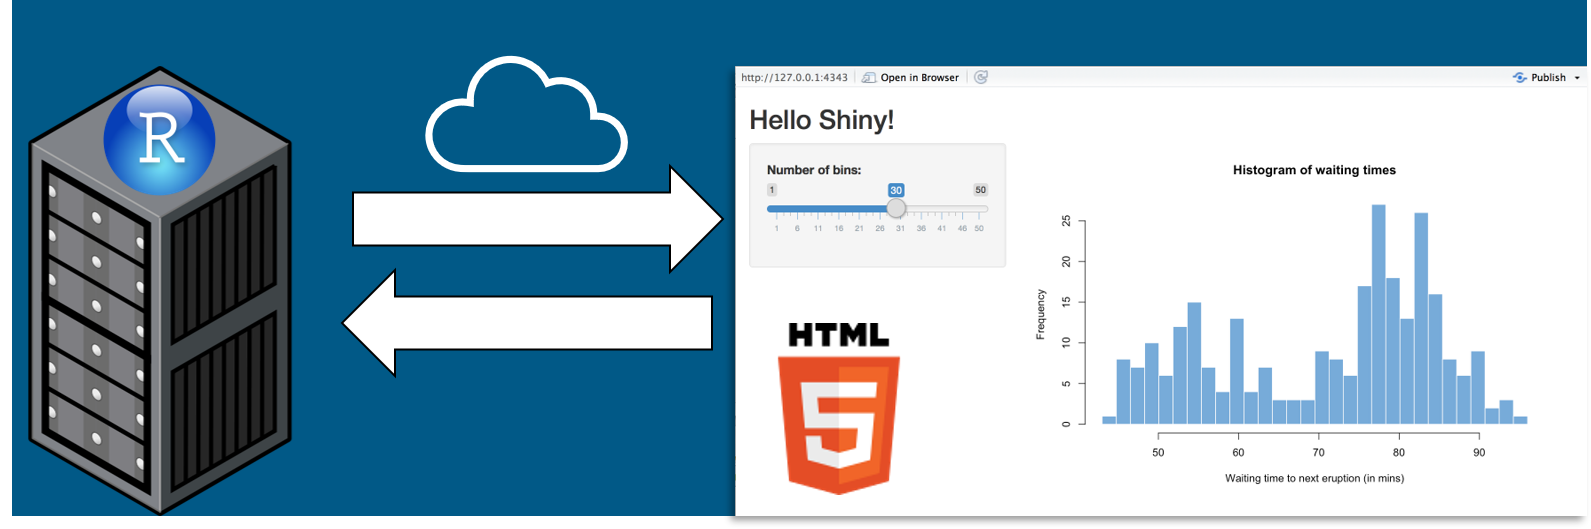 R
http://127.0.0.1:4343 Open in Browser Publish
Hello Shiny!
Number of bins:
1 30 50
1 6 11 16 21 26 31 36 41 46 50
HTML
5
Histogram of waiting times
Frequency
0 5 10 15 20 25
50 60 70 80 90
Waiting time to next eruption (in mins)